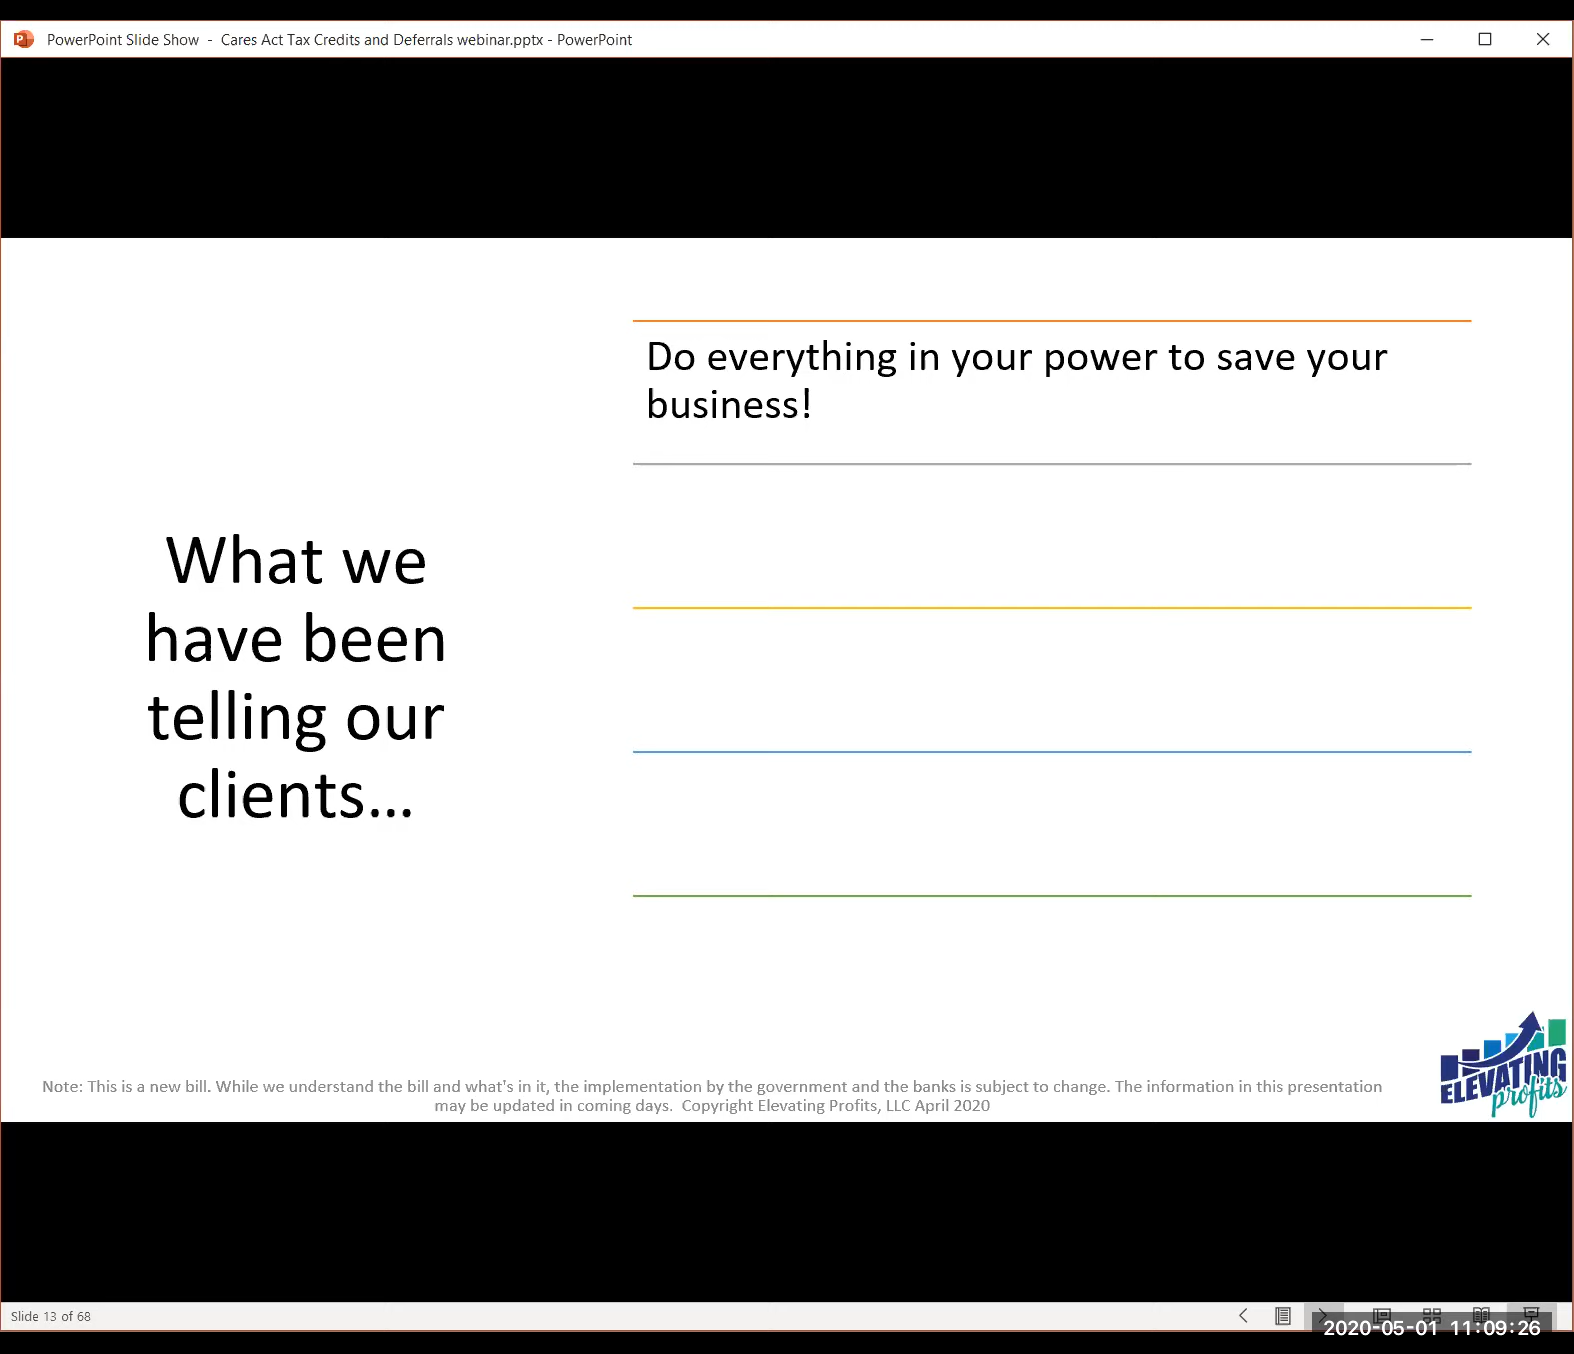 PowerPoint Slide Show - Cares Act Tax Credits and Deferrals webinar.pptx - PowerPoint
Do everything in your power to save your
business!
What we
have been
telling our
clients...
Note: This is a new bill. While we understand the bill and what's in it, the implementation by the government and the banks is subject to change. The information in this presentation
may be updated in coming days. Copyright Elevating Profits, LLC April 2020
ELEVATING
profits
Slide 13 of 68
2020-05-01 11:09:26